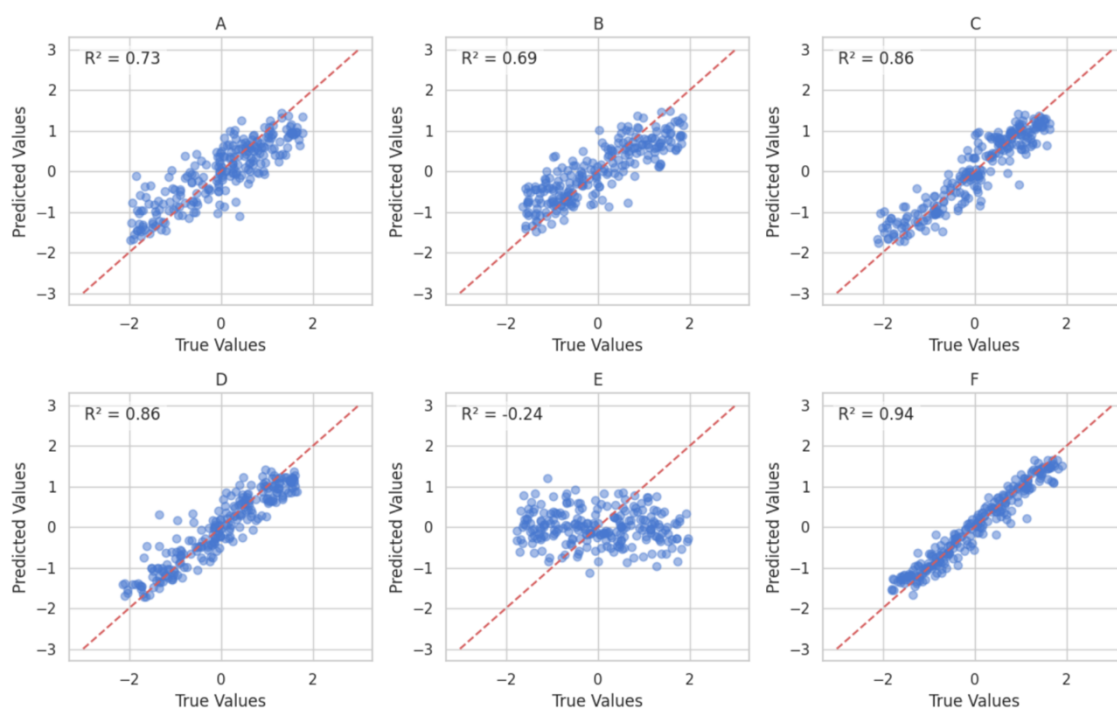 A
B
C
R² = 0.73
R² = 0.69
R² = 0.86
3
2
1
0
−1
−2
−3
Predicted Values
−2
0
2
True Values
3
2
1
0
−1
−2
−3
Predicted Values
−2
0
2
True Values
3
2
1
0
−1
−2
−3
Predicted Values
−2
0
2
True Values
D
E
F
R² = 0.86
R² = -0.24
R² = 0.94
3
2
1
0
−1
−2
−3
Predicted Values
−2
0
2
True Values
3
2
1
0
−1
−2
−3
Predicted Values
−2
0
2
True Values
3
2
1
0
−1
−2
−3
Predicted Values
−2
0
2
True Values